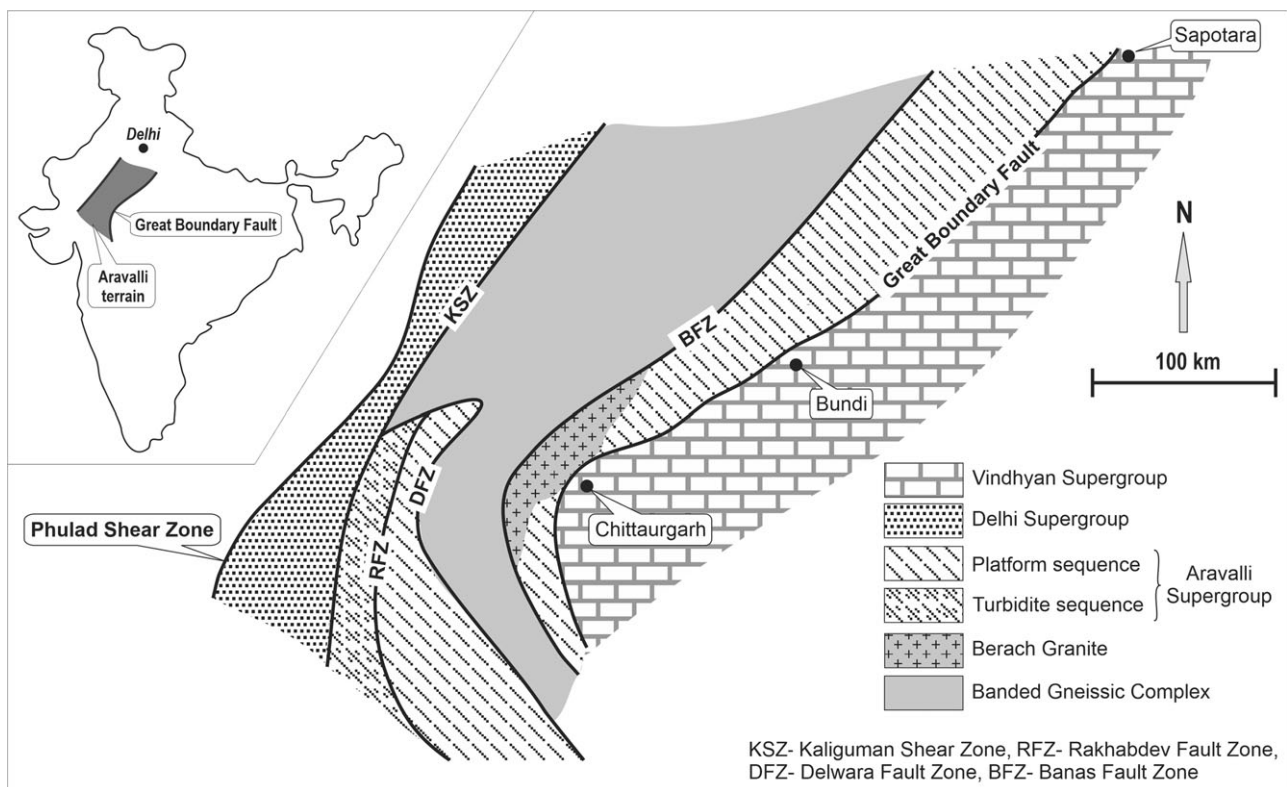 Delhi
Great Boundary Fault
Aravalli
terrain
Sapotara
N
100 km
KSZ
BFZ
Great Boundary Fault
Bundi
DFZ
RFZ
Chittaurgarh
Phulad Shear Zone
Vindhyan Supergroup
Delhi Supergroup
Platform sequence
Turbidite sequence
Aravalli
Supergroup
Berach Granite
Banded Gneissic Complex
KSZ- Kaliguman Shear Zone, RFZ- Rakhabdev Fault Zone,
DFZ- Delwara Fault Zone, BFZ- Banas Fault Zone